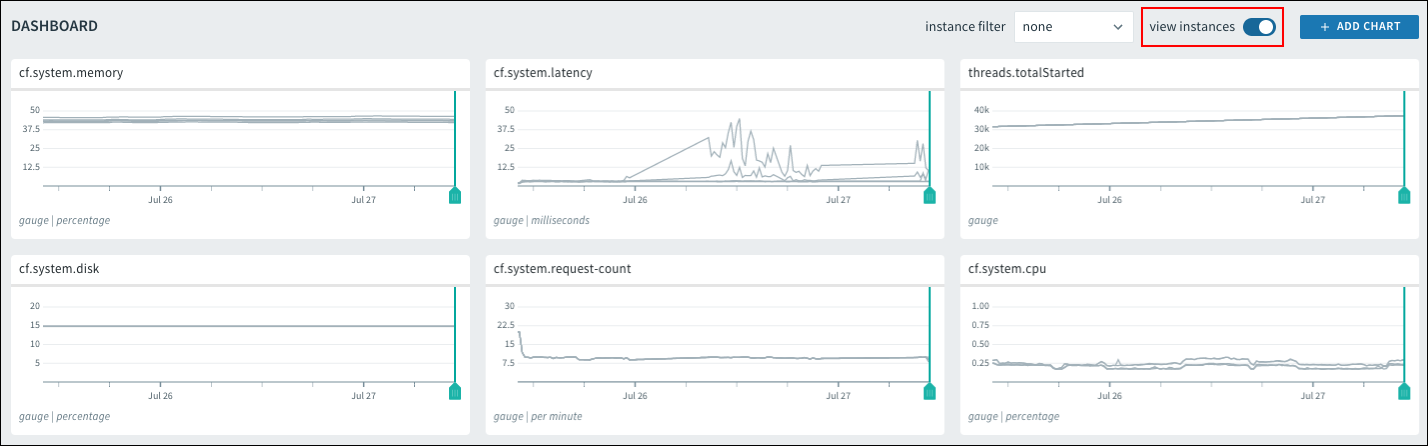 DASHBOARD
instance filter none view instances + ADD CHART
cf.system.memory
50
37.5
25
12.5
Jul 26 Jul 27
gauge | percentage
cf.system.latency
50
37.5
25
12.5
Jul 26 Jul 27
gauge | milliseconds
threads.totalStarted
40k
30k
20k
10k
Jul 26 Jul 27
gauge
cf.system.disk
20
15
10
5
Jul 26 Jul 27
gauge | percentage
cf.system.request-count
30
22.5
15
7.5
Jul 26 Jul 27
gauge | per minute
cf.system.cpu
1.00
0.75
0.50
0.25
Jul 26 Jul 27
gauge | percentage